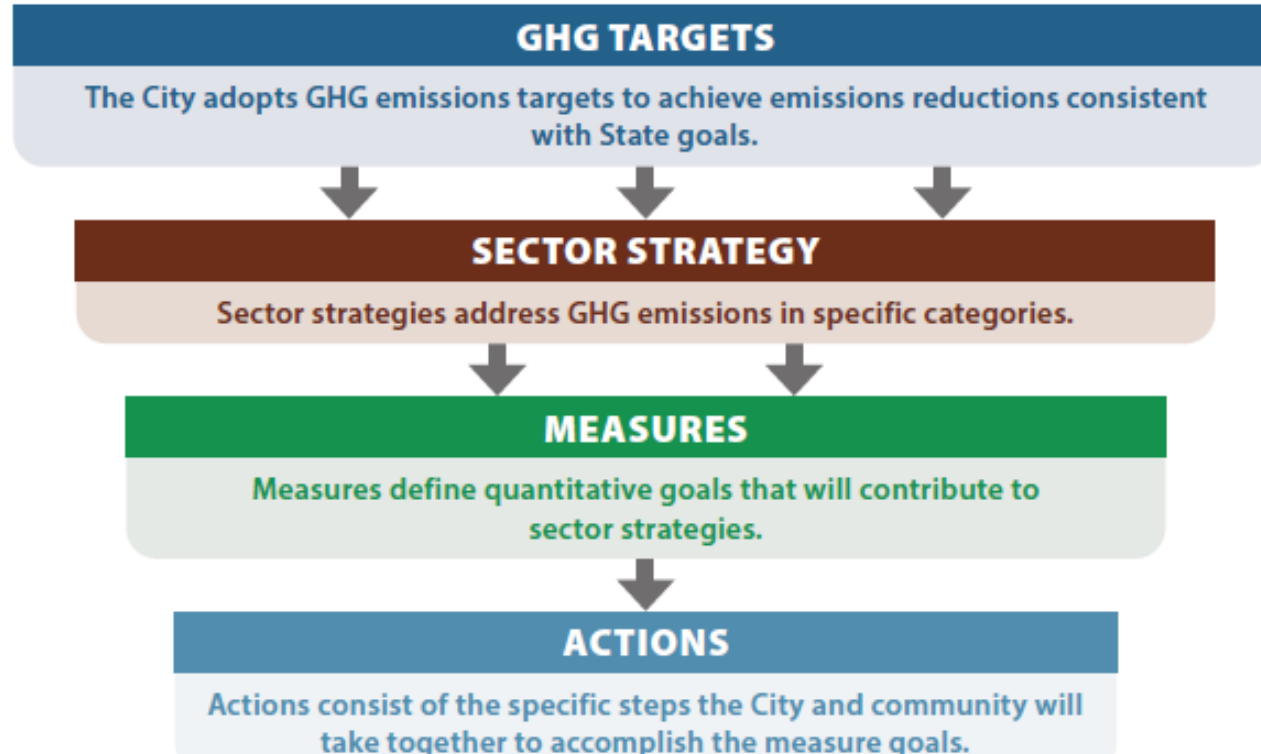 GHG TARGETS
The City adopts GHG emissions targets to achieve emissions reductions consistent
with State goals.
SECTOR STRATEGY
Sector strategies address GHG emissions in specific categories.
MEASURES
Measures define quantitative goals that will contribute to
sector strategies.
ACTIONS
Actions consist of the specific steps the City and community will
take together to accomplish the measure goals.